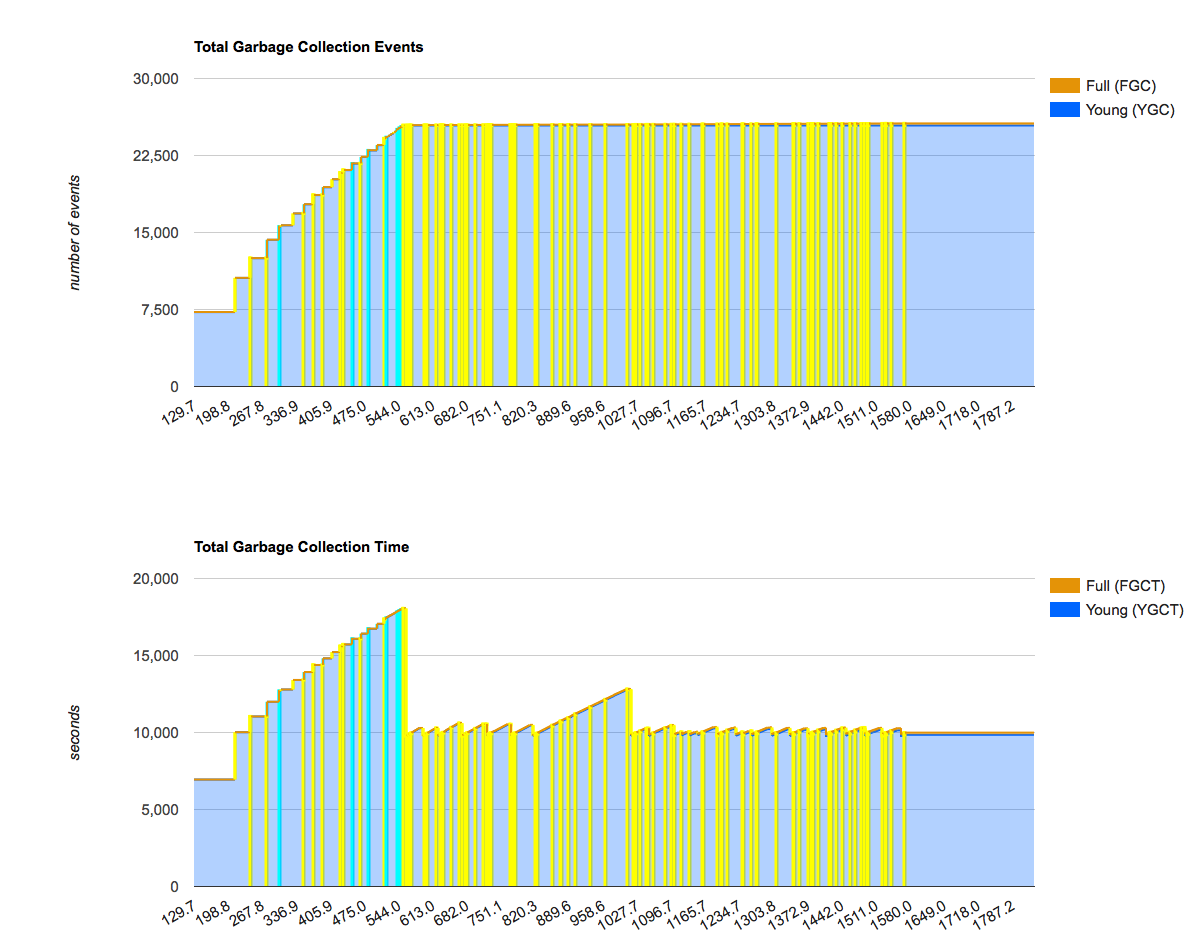 Total Garbage Collection Events
30,000
22,500
15,000
7,500
0
number of events
Full (FGC)
Young (YGC)
129.7 198.8 267.8 336.9 405.9 475.0 544.0 613.0 682.0 751.1 820.3 889.6 958.6 1027.7 1096.7 1165.7 1234.7 1303.8 1372.9 1442.0 1511.0 1580.0 1649.0 1718.0 1787.2
Total Garbage Collection Time
20,000
15,000
10,000
5,000
0
seconds
Full (FGCT)
Young (YGCT)
129.7 198.8 267.8 336.9 405.9 475.0 544.0 613.0 682.0 751.1 820.3 889.6 958.6 1027.7 1096.7 1165.7 1234.7 1303.8 1372.9 1442.0 1511.0 1580.0 1649.0 1718.0 1787.2